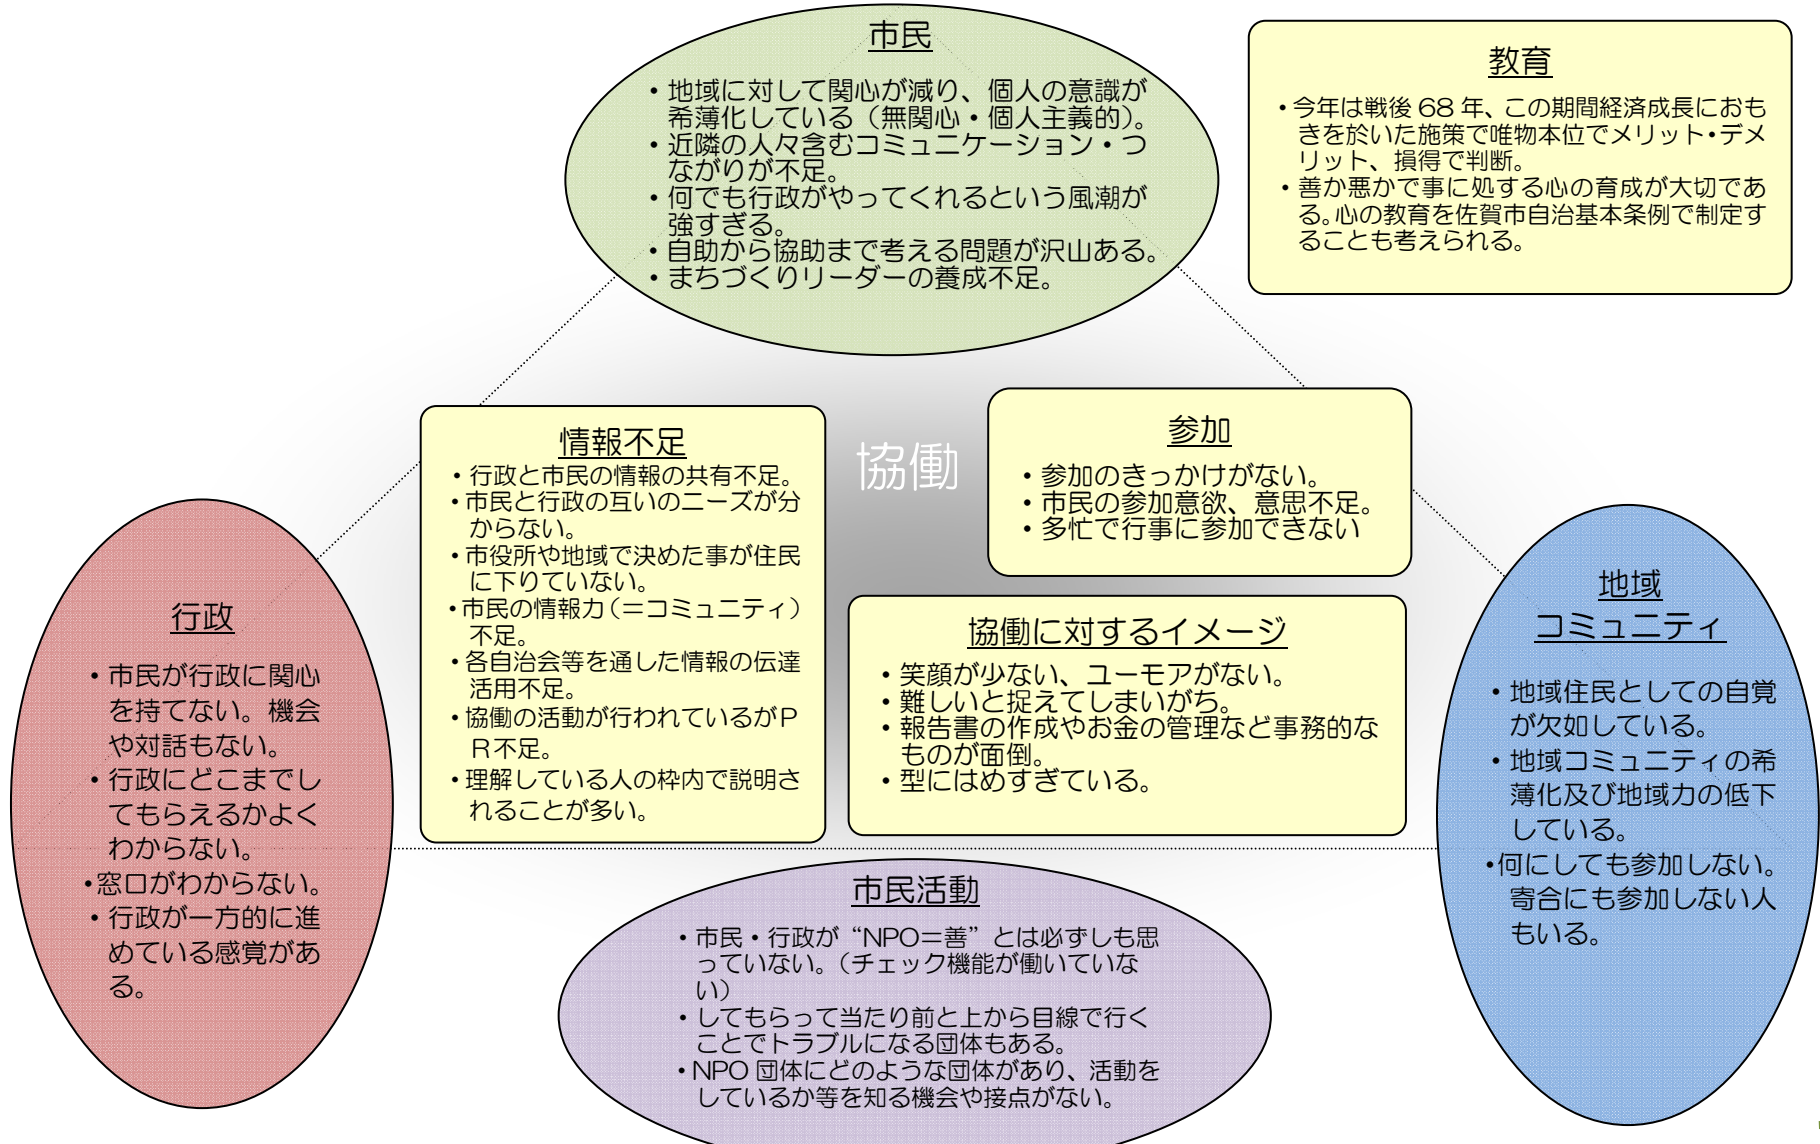 市民
・地域に対して関心が減り、個人の意識が
希薄化している（無関心・個人主義的）。
・近隣の人々含むコミュニケーション・つ
ながりが不足。
・何でも行政がやってくれるという風潮が
強すぎる。
・自助から協助まで考える問題が沢山ある。
・まちづくりリーダーの養成不足。
教育
・今年は戦後 68 年、この期間経済成長におも
きを於いた施策で唯物本位でメリット・デメ
リット、損得で判断。
・善か悪かで事に処する心の育成が大切であ
る。心の教育を佐賀市自治基本条例で制定す
ることも考えられる。
情報不足
・行政と市民の情報の共有不足。
・市民と行政の互いのニーズが分
からない。
・市役所や地域で決めた事が住民
に下りていない。
・市民の情報力（＝コミュニティ）
不足。
・各自治会等を通した情報の伝達
活用不足。
・協働の活動が行われているがＰ
Ｒ不足。
・理解している人の枠内で説明さ
れることが多い。
協働
参加
・参加のきっかけがない。
・市民の参加意欲、意思不足。
・多忙で行事に参加できない
協働に対するイメージ
・笑顔が少ない、ユーモアがない。
・難しいと捉えてしまいがち。
・報告書の作成やお金の管理など事務的な
ものが面倒。
・型にはめすぎている。
行政
・市民が行政に関心
を持てない。機会
や対話もない。
・行政にどこまでし
てもらえるかよく
わからない。
・窓口がわからない。
・行政が一方的に進
めている感覚があ
る。
地域
コミュニティ
・地域住民としての自覚
が欠如している。
・地域コミュニティの希
薄化及び地域力の低下
している。
・何にしても参加しない。
寄合にも参加しない人
もいる。
市民活動
・市民・行政が“NPO＝善”とは必ずしも思
っていない。（チェック機能が働いていな
い）
・してもらって当たり前と上から目線で行く
ことでトラブルになる団体もある。
・NPO 団体にどのような団体があり、活動を
しているか等を知る機会や接点がない。